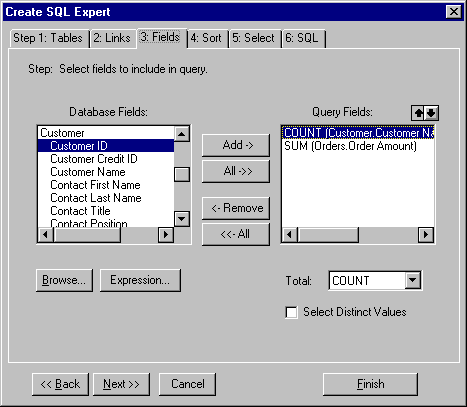 Create SQL Expert
Step 1: Tables 2: Links 3: Fields 4: Sort 5: Select 6: SQL
Step: Select fields to include in query.
Database Fields:
Customer
Customer ID
Customer Credit ID
Customer Name
Contact First Name
Contact Last Name
Contact Title
Contact Position
Add ->
All ->>
<- Remove
<<- All
Query Fields:
COUNT (Customer.Customer Na
SUM (Orders.Order Amount)
Browse... Expression...
Total: COUNT
Select Distinct Values
<< Back Next >> Cancel Finish